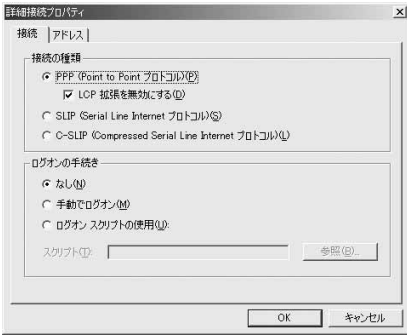 詳細接続プロパティ
接続 アドレス
接続の種類
PPP (Point to Point プロトコル)(P)
LCP 拡張を無効にする(D)
SLIP (Serial Line Internet プロトコル)(S)
C-SLIP (Compressed Serial Line Internet プロトコル)(L)
ログオンの手続き
なし(N)
手動でログオン(M)
ログオン スクリプトの使用(U):
スクリプト(T):
参照(B)...
OK キャンセル